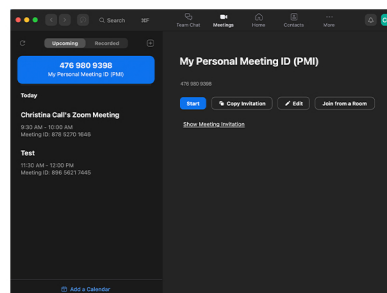 Search ⌘F
Team Chat
Meetings
Home
Contacts
More
Upcoming
Recorded
476 980 9398
My Personal Meeting ID (PMI)
Today
Christina Call's Zoom Meeting
9:30 AM - 10:00 AM
Meeting ID: 878 5270 1646
Test
11:30 AM - 12:00 PM
Meeting ID: 896 5621 7445
Add a Calendar
My Personal Meeting ID (PMI)
476 980 9398
Start
Copy Invitation
Edit
Join from a Room
Show Meeting Invitation